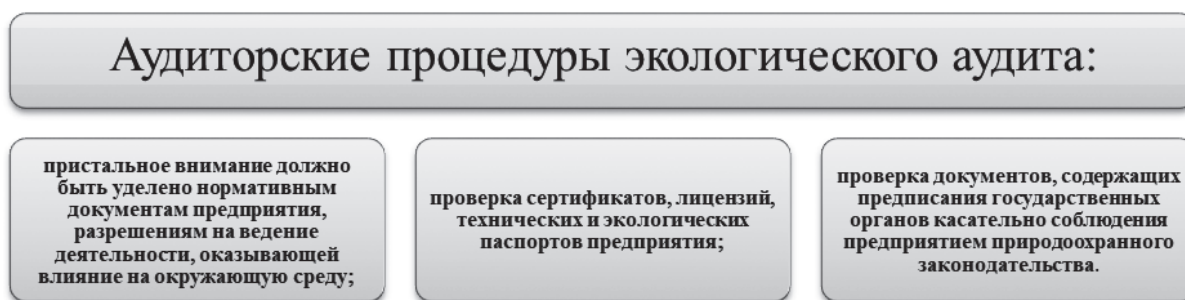 Аудиторские процедуры экологического аудита:
пристальное внимание должно
быть уделено нормативным
документам предприятия,
разрешениям на ведение
деятельности, оказывающей
влияние на окружающую среду;
проверка сертификатов, лицензий,
технических и экологических
паспортов предприятия;
проверка документов, содержащих
предписания государственных
органов касательно соблюдения
предприятием природоохранного
законодательства.